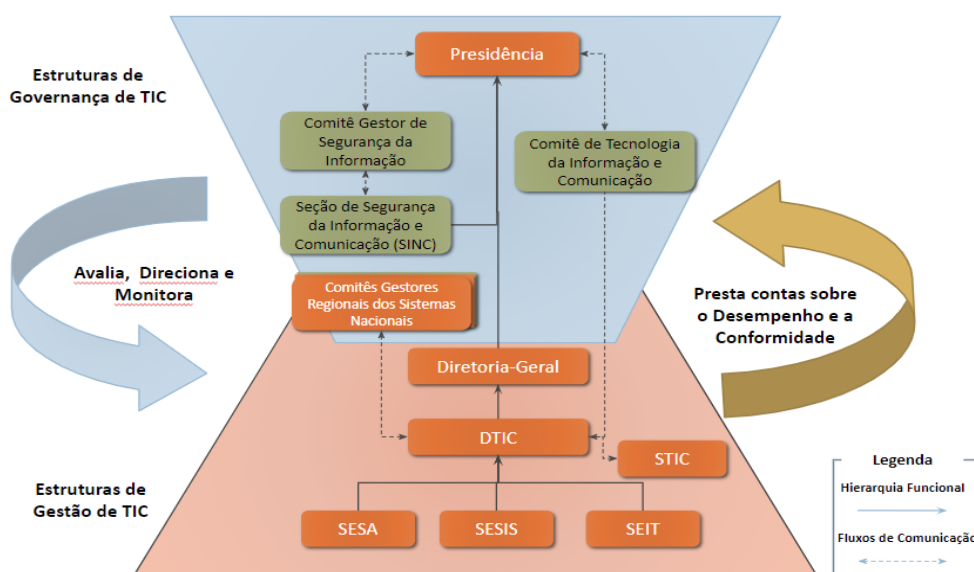 Presidência
Estruturas de
Governança de TIC
Comitê Gestor de
Segurança da
Informação
Comitê de Tecnologia
da Informação e
Comunicação
Seção de Segurança
da Informação e
Comunicação (SINC)
Avalia, Direciona e
Monitora
Comitês Gestores
Regionais dos Sistemas
Nacionais
Presta contas sobre
o Desempenho e a
Conformidade
Diretoria-Geral
DTIC
STIC
Estruturas de
Gestão de TIC
SESA
SESIS
SEIT
Legenda
Hierarquia Funcional
Fluxos de Comunicação